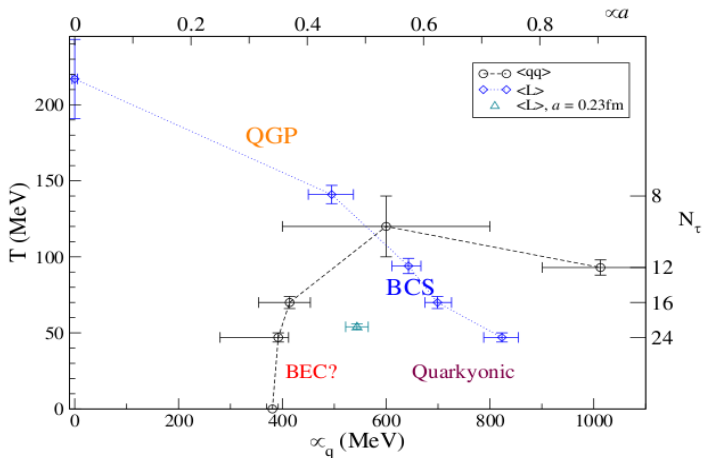 ∝a
0 0.2 0.4 0.6 0.8
<qq>
<L>
<L>, a = 0.23fm
QGP
BCS
BEC?
Quarkyonic
T (MeV)
200
150
100
50
0
8
12
16
24
N_τ
0 200 400 600 800 1000
∝_q (MeV)